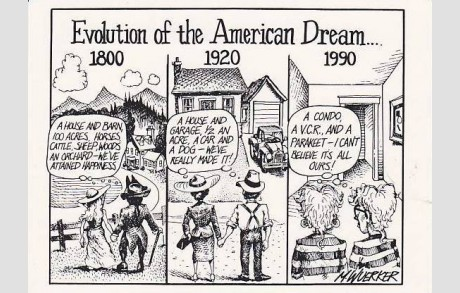 Evolution of the American Dream....
1800
1920
1990
A HOUSE AND BARN,
100 ACRES, HORSES,
CATTLE, SHEEP, WOODS
AN ORCHARD - WE'VE
ATTAINED HAPPINESS
A HOUSE AND
GARAGE, 1/2 AN
ACRE, A CAR AND
A DOG - WE'VE
REALLY MADE IT!
A CONDO,
A V.C.R., AND A
PARAKEET - I CAN'T
BELIEVE IT'S ALL
OURS!
M.WUERKER